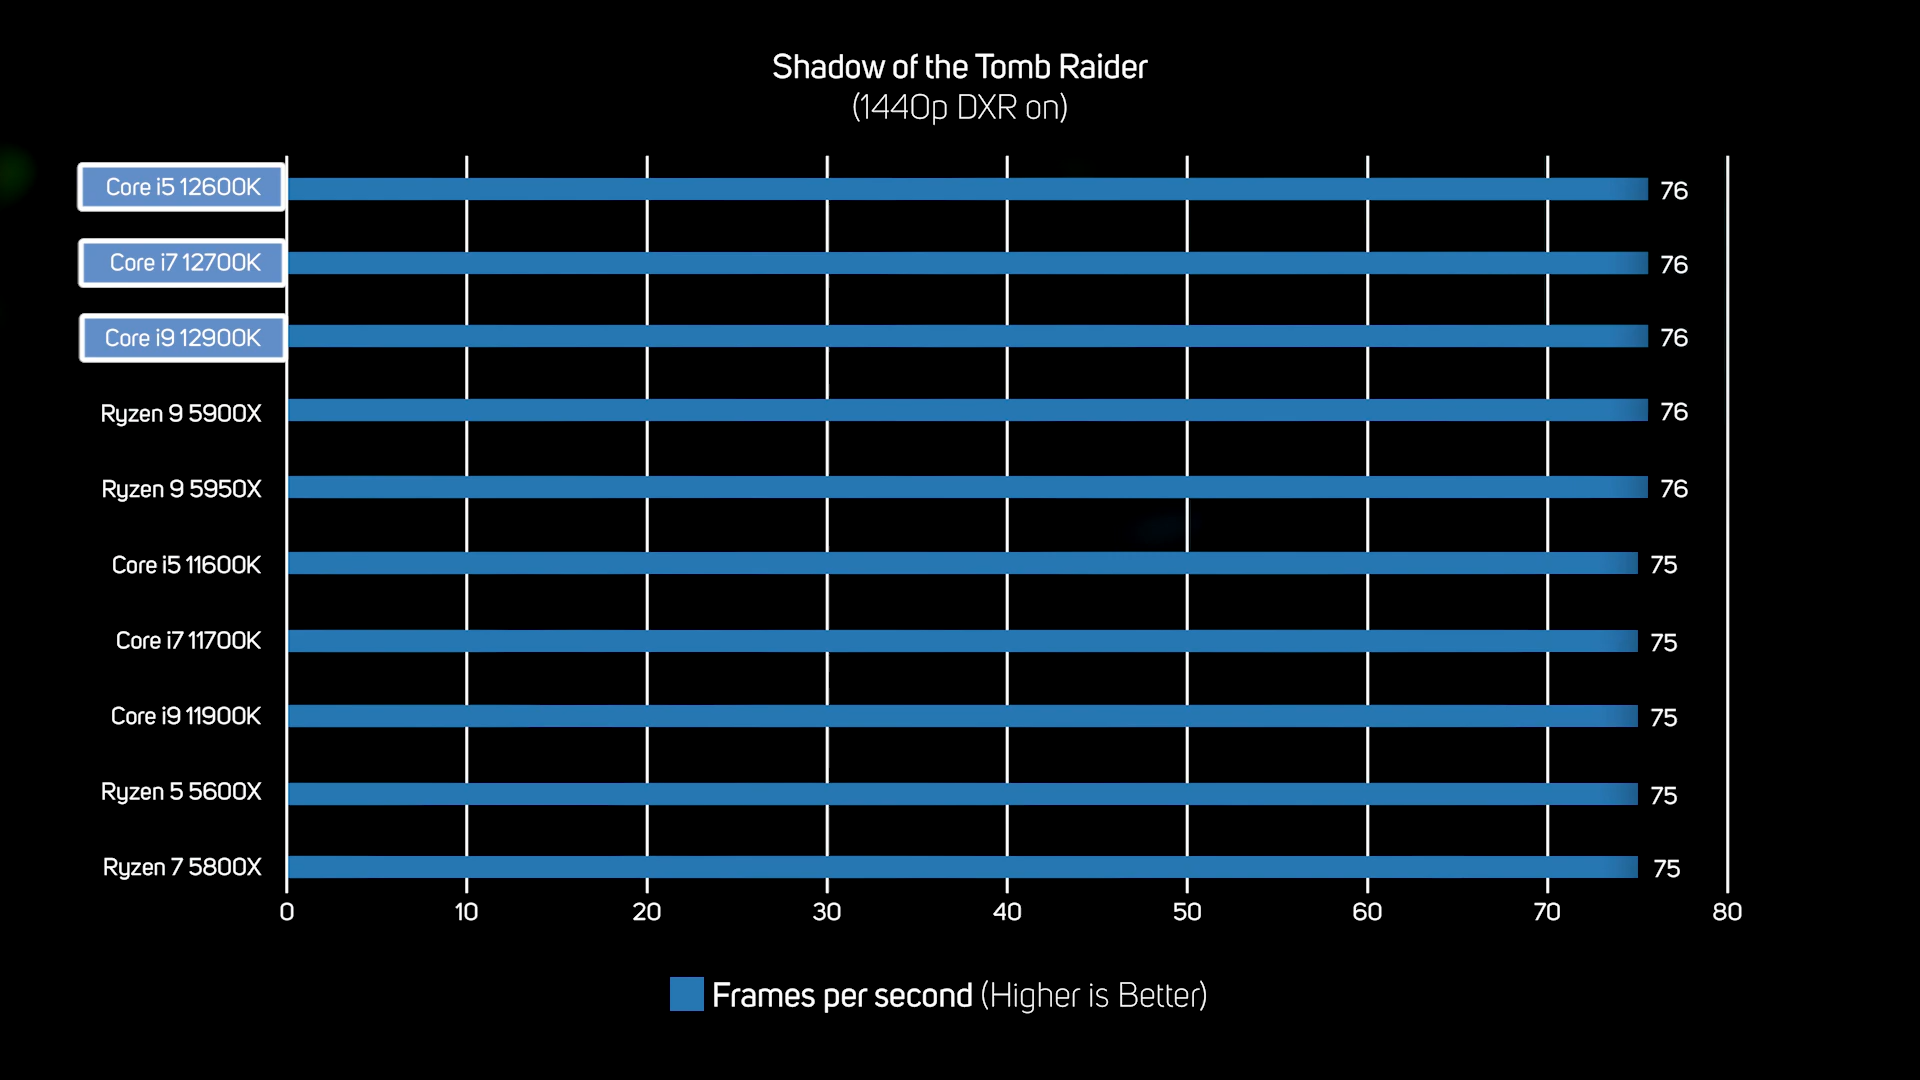 Shadow of the Tomb Raider
(1440p DXR on)
Core i5 12600K 76
Core i7 12700K 76
Core i9 12900K 76
Ryzen 9 5900X 76
Ryzen 9 5950X 76
Core i5 11600K 75
Core i7 11700K 75
Core i9 11900K 75
Ryzen 5 5600X 75
Ryzen 7 5800X 75
0 10 20 30 40 50 60 70 80
Frames per second (Higher is Better)